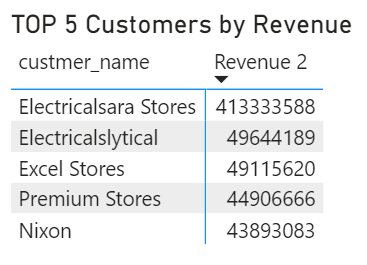 TOP 5 Customers by Revenue
custmer_name Revenue 2
Electricalsara Stores 413333588
Electricalslytical 49644189
Excel Stores 49115620
Premium Stores 44906666
Nixon 43893083